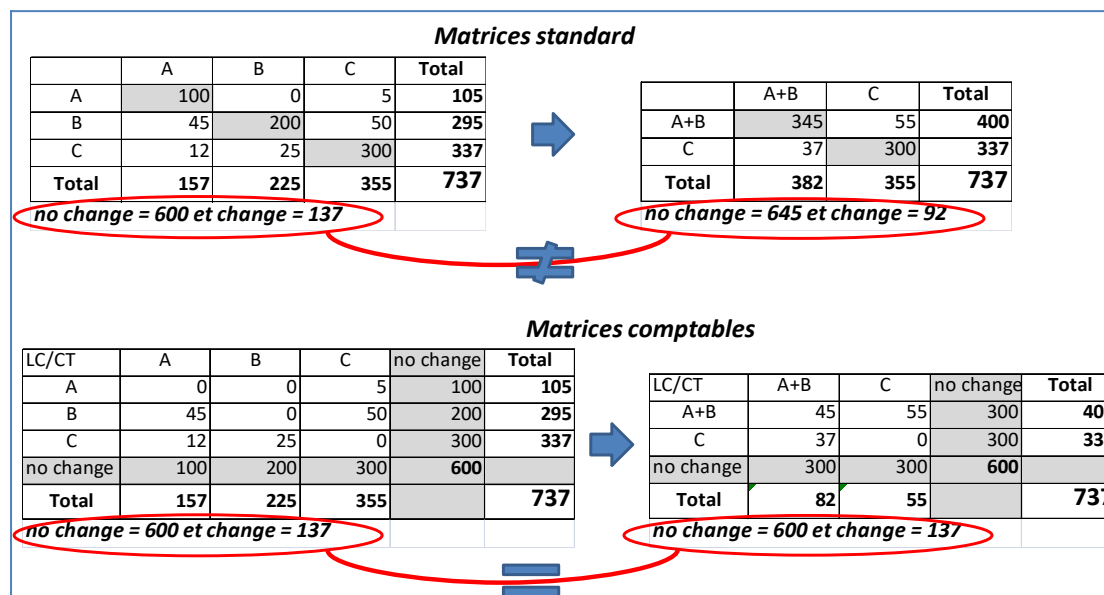 Matrices standard
A B C Total
A 100 0 5 105
B 45 200 50 295
C 12 25 300 337
Total 157 225 355 737
no change = 600 et change = 137
A+B C Total
A+B 345 55 400
C 37 300 337
Total 382 355 737
no change = 645 et change = 92
Matrices comptables
LC/CT A B C no change Total
A 0 0 5 100 105
B 45 0 50 200 295
C 12 25 0 300 337
no change 100 200 300 600
Total 157 225 355 737
no change = 600 et change = 137
LC/CT A+B C no change Total
A+B 45 55 300 40
C 37 0 300 33
no change 300 300 600
Total 82 55 737
no change = 600 et change = 137